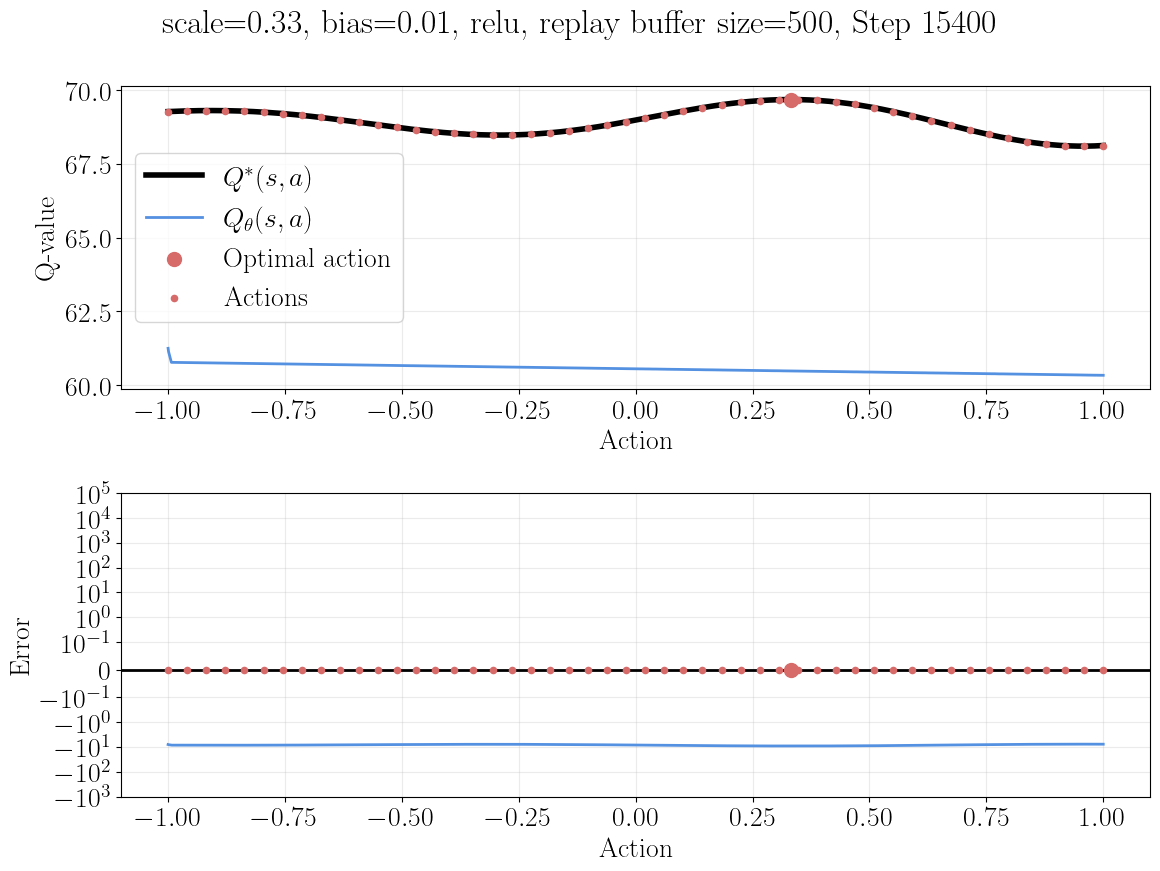 scale=0.33, bias=0.01, relu, replay buffer size=500, Step 15400
70.0
67.5
65.0
62.5
60.0
Q-value
Q*(s, a)
Qθ(s, a)
Optimal action
Actions
−1.00 −0.75 −0.50 −0.25 0.00 0.25 0.50 0.75 1.00
Action
10^5
10^4
10^3
10^2
10^1
10^0
10^−1
0
−10^−1
−10^0
−10^1
−10^2
−10^3
Error
−1.00 −0.75 −0.50 −0.25 0.00 0.25 0.50 0.75 1.00
Action